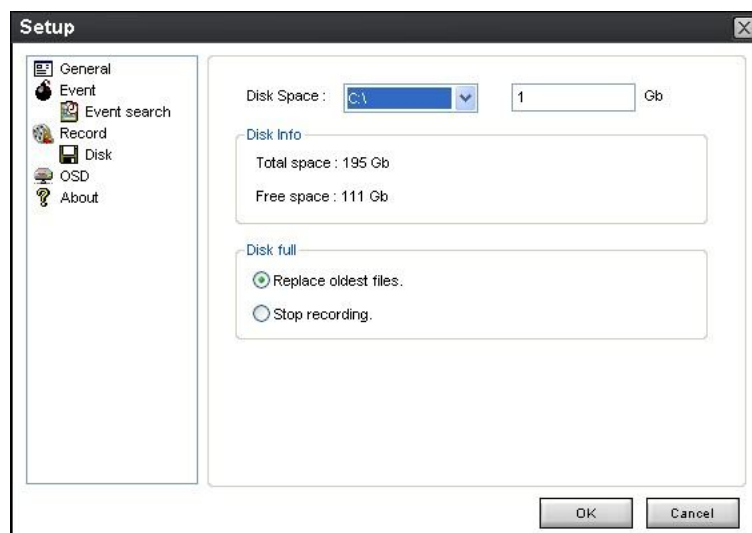 Setup
General
Event
Event search
Record
Disk
OSD
About
Disk Space : C:\ 1 Gb
Disk Info
Total space : 195 Gb
Free space : 111 Gb
Disk full
Replace oldest files.
Stop recording.
OK Cancel